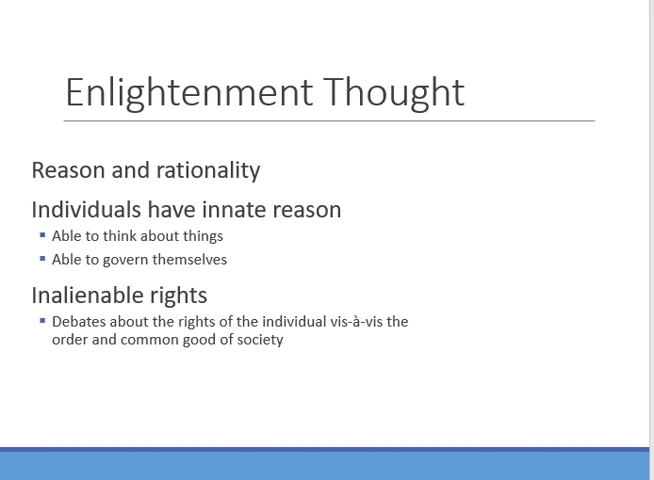 Enlightenment Thought
Reason and rationality
Individuals have innate reason
▪ Able to think about things
▪ Able to govern themselves
Inalienable rights
▪ Debates about the rights of the individual vis-à-vis the
order and common good of society